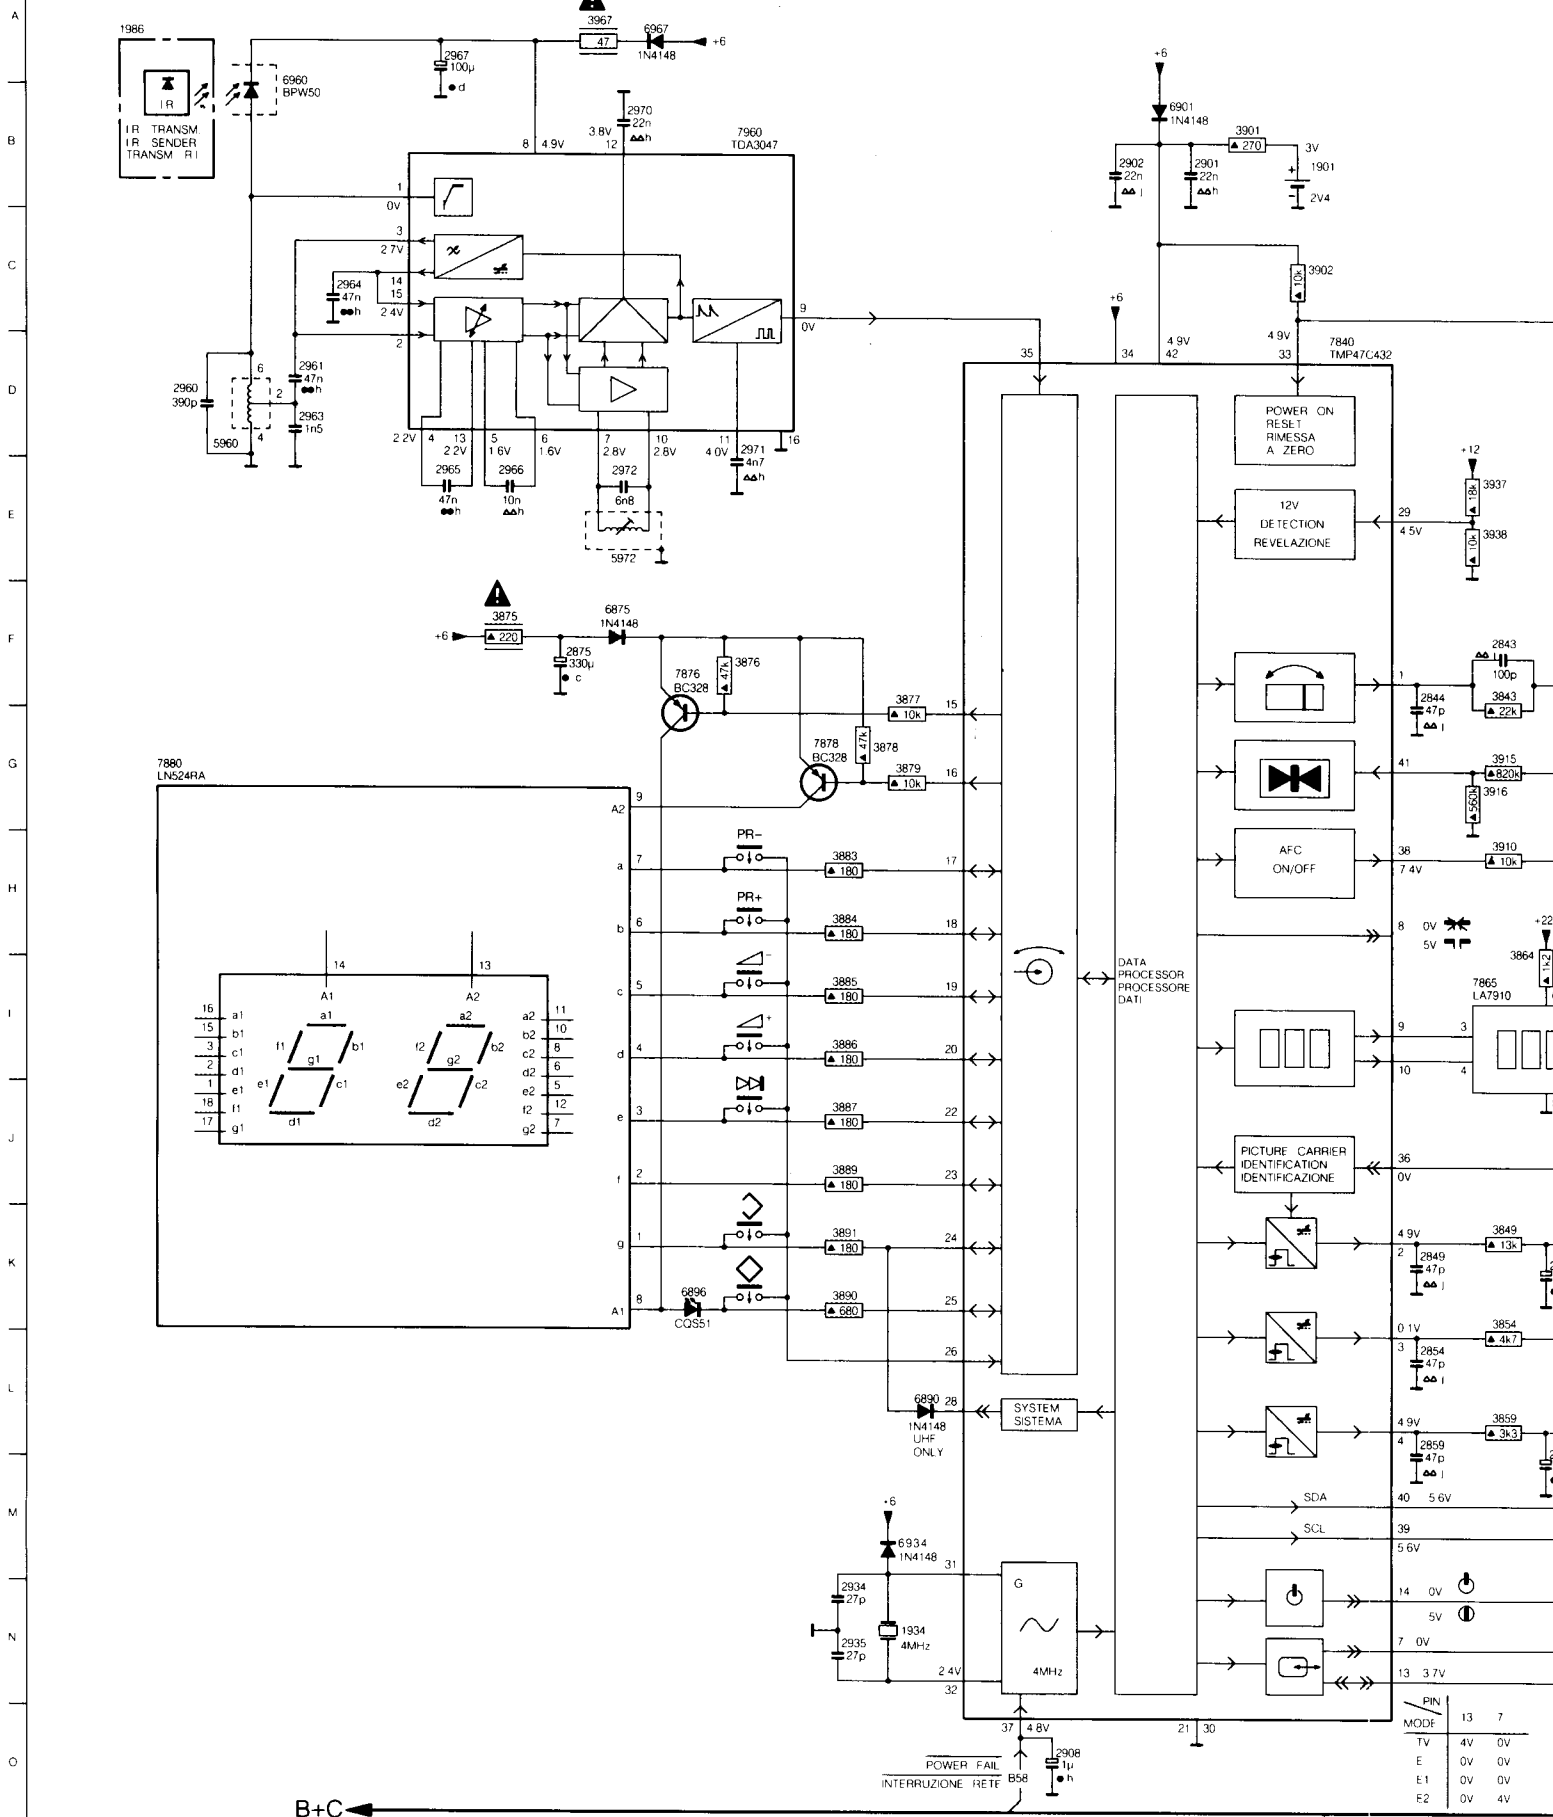 A
B
C
D
E
F
G
H
I
J
K
L
M
N
O
1986
IR
IR TRANSM.
IR SENDER
TRANSM RI
6960
BPW50
2967
100µ
d
3967
47
6967
1N4148
+6
8 4.9V
3.8V
12
2970
22n
h
7960
TDA3047
1
0V
3
2.7V
14
15
2.4V
2
2964
47n
h
9
0V
2960
390p
6
2
4
5960
2961
47n
h
2963
1n5
2.2V
4
13
2.2V
5
1.6V
6
1.6V
7
2.8V
10
2.8V
11
4.0V
16
2965
47n
h
2966
10n
h
2972
6n8
5972
2971
4n7
h
+6
6901
1N4148
2902
22n
j
2901
22n
h
3901
270
3V
1901
+
-
2V4
3902
10k
+6
35
34
4.9V
42
4.9V
33
7840
TMP47C432
POWER ON
RESET
RIMESSA
A ZERO
12V
DETECTION
REVELAZIONE
29
4.5V
+12
3937
18k
3938
10k
+6
3875
220
2875
330µ
c
6875
1N4148
7876
BC328
3876
47k
3877
10k
15
7878
BC328
3878
47k
3879
10k
16
1
2844
47p
j
2843
100p
j
3843
22k
41
3915
820k
3916
560k
AFC
ON/OFF
38
7.4V
3910
10k
8
0V
5V
+22
3864
1k2
7865
LA7910
9
3
10
4
7880
LN524RA
A2
9
a
7
PR-
3883
180
17
b
6
PR+
3884
180
18
c
5
-
3885
180
19
d
4
+
3886
180
20
e
3
3887
180
22
f
2
3889
180
23
g
1
3891
180
24
A1
8
6896
CQS51
3890
680
25
26
14
13
A1
A2
16 a1
15 b1
3 c1
2 d1
1 e1
18 f1
17 g1
a1
f1
b1
g1
e1
c1
d1
a2
f2
b2
g2
e2
c2
d2
a2 11
b2 10
c2 8
d2 6
e2 5
f2 12
g2 7
DATA
PROCESSOR
PROCESSORE
DATI
PICTURE CARRIER
IDENTIFICATION
IDENTIFICAZIONE
36
0V
4.9V
2
2849
47p
j
3849
13k
0.1V
3
2854
47p
j
3854
4k7
4.9V
4
2859
47p
j
3859
3k3
6890
1N4148
UHF
ONLY
28
SYSTEM
SISTEMA
SDA
40
5.6V
SCL
39
5.6V
+6
6934
1N4148
31
2934
27p
2935
27p
1934
4MHz
2.4V
32
G
4MHz
14
0V
5V
7
0V
13
3.7V
37
4.8V
21
30
POWER FAIL
INTERRUZIONE RETE
B58
2908
1µ
h
PIN
MODE
13 7
TV 4V 0V
E 0V 0V
E1 0V 0V
E2 0V 4V
B+C